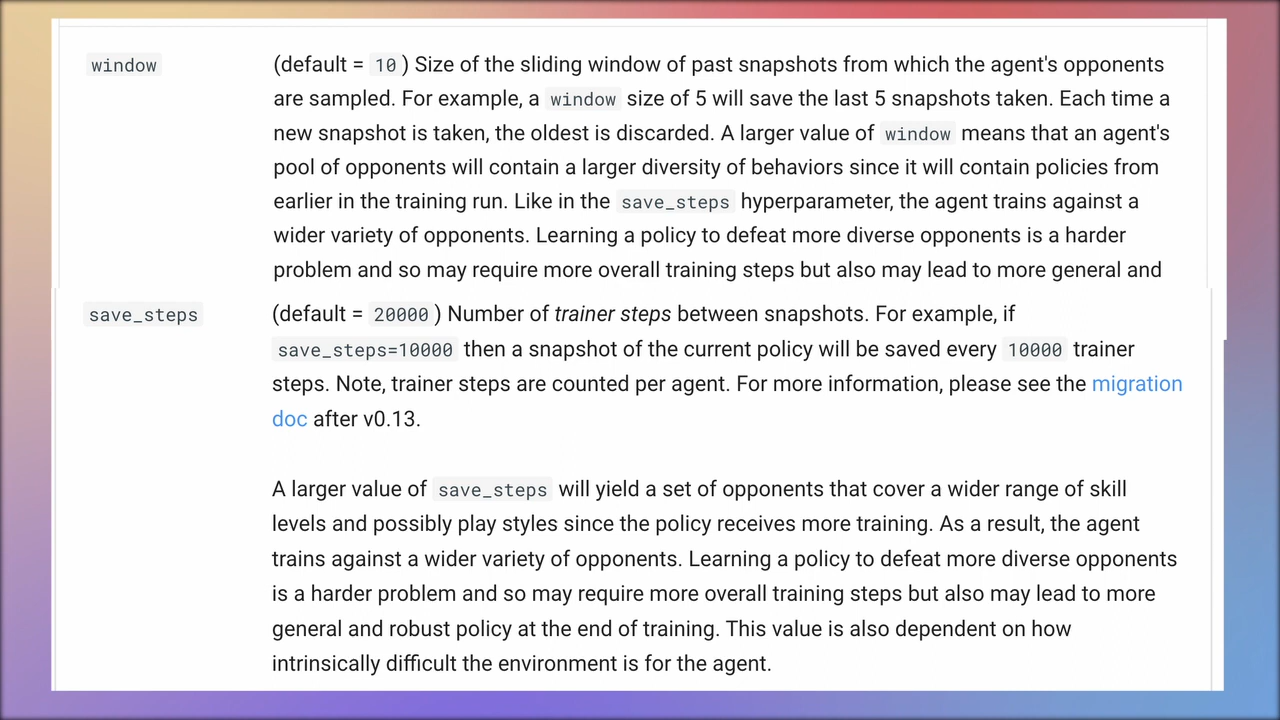 window (default = 10 ) Size of the sliding window of past snapshots from which the agent's opponents
are sampled. For example, a window size of 5 will save the last 5 snapshots taken. Each time a
new snapshot is taken, the oldest is discarded. A larger value of window means that an agent's
pool of opponents will contain a larger diversity of behaviors since it will contain policies from
earlier in the training run. Like in the save_steps hyperparameter, the agent trains against a
wider variety of opponents. Learning a policy to defeat more diverse opponents is a harder
problem and so may require more overall training steps but also may lead to more general and
save_steps (default = 20000 ) Number of trainer steps between snapshots. For example, if
save_steps=10000 then a snapshot of the current policy will be saved every 10000 trainer
steps. Note, trainer steps are counted per agent. For more information, please see the migration
doc after v0.13.
A larger value of save_steps will yield a set of opponents that cover a wider range of skill
levels and possibly play styles since the policy receives more training. As a result, the agent
trains against a wider variety of opponents. Learning a policy to defeat more diverse opponents
is a harder problem and so may require more overall training steps but also may lead to more
general and robust policy at the end of training. This value is also dependent on how
intrinsically difficult the environment is for the agent.